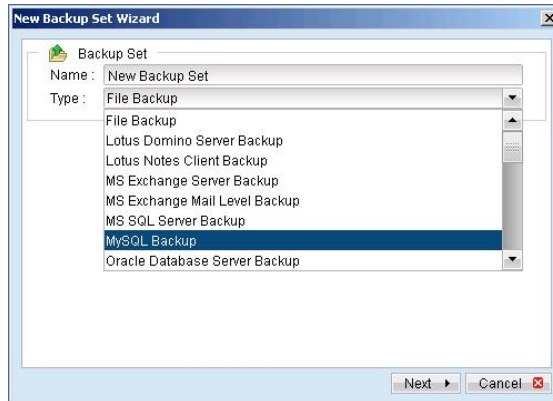 New Backup Set Wizard
Backup Set
Name : New Backup Set
Type : File Backup
File Backup
Lotus Domino Server Backup
Lotus Notes Client Backup
MS Exchange Server Backup
MS Exchange Mail Level Backup
MS SQL Server Backup
MySQL Backup
Oracle Database Server Backup
Next Cancel